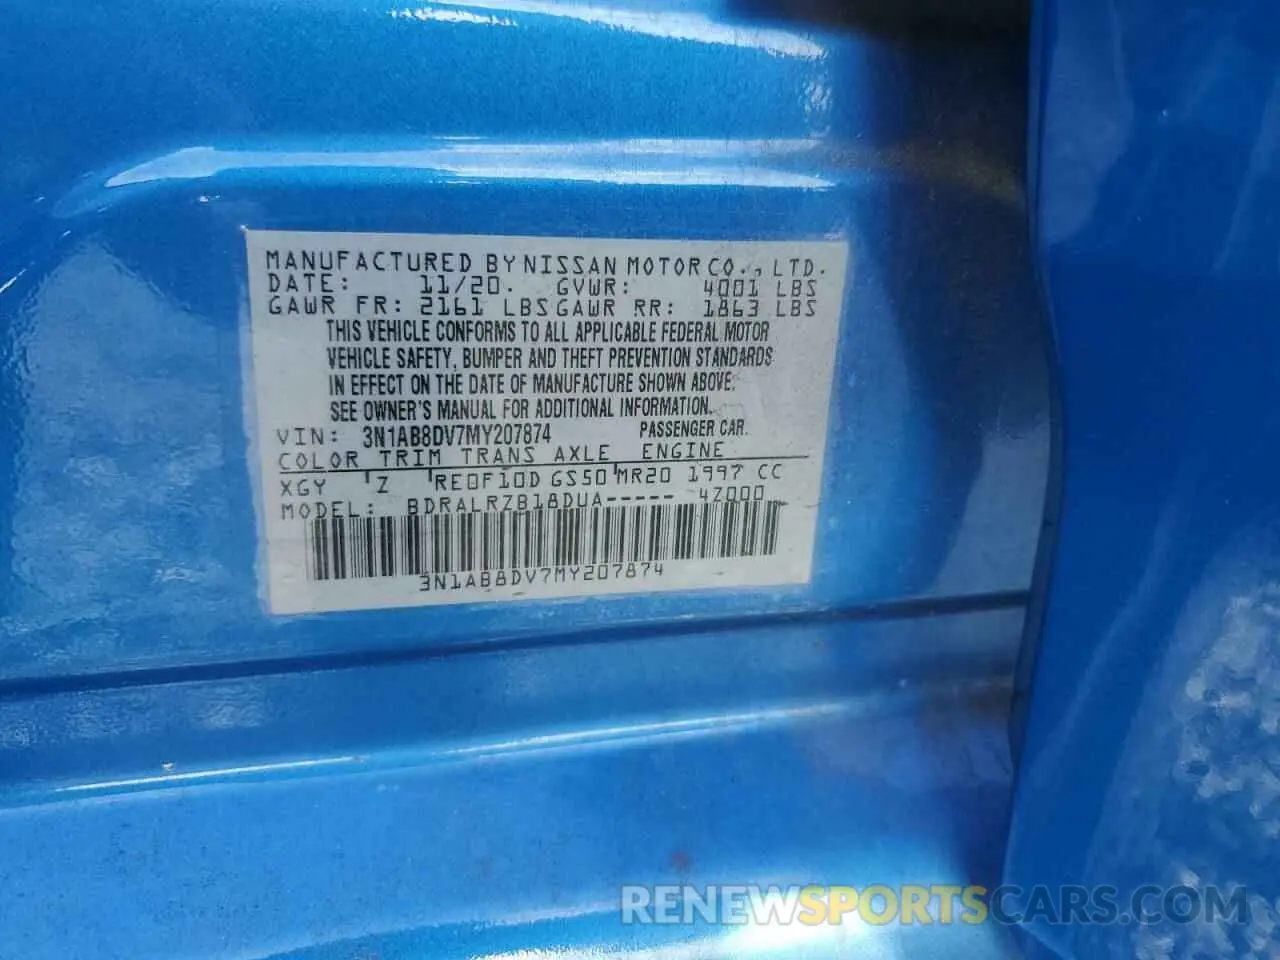 MANUFACTURED BY NISSAN MOTOR CO., LTD.
DATE: 11/20. GVWR: 4001 LBS
GAWR FR: 2161 LBS GAWR RR: 1863 LBS
THIS VEHICLE CONFORMS TO ALL APPLICABLE FEDERAL MOTOR
VEHICLE SAFETY, BUMPER AND THEFT PREVENTION STANDARDS
IN EFFECT ON THE DATE OF MANUFACTURE SHOWN ABOVE.
SEE OWNER'S MANUAL FOR ADDITIONAL INFORMATION.
VIN: 3N1AB8DV7MY207874 PASSENGER CAR.
COLOR TRIM TRANS AXLE ENGINE
XGY Z RE0F10D GS50 MR20 1997 CC
MODEL: BDRALRZB18DUA----- 4Z000
3N1AB8DV7MY207874
RENEWSPORTSCARS.COM